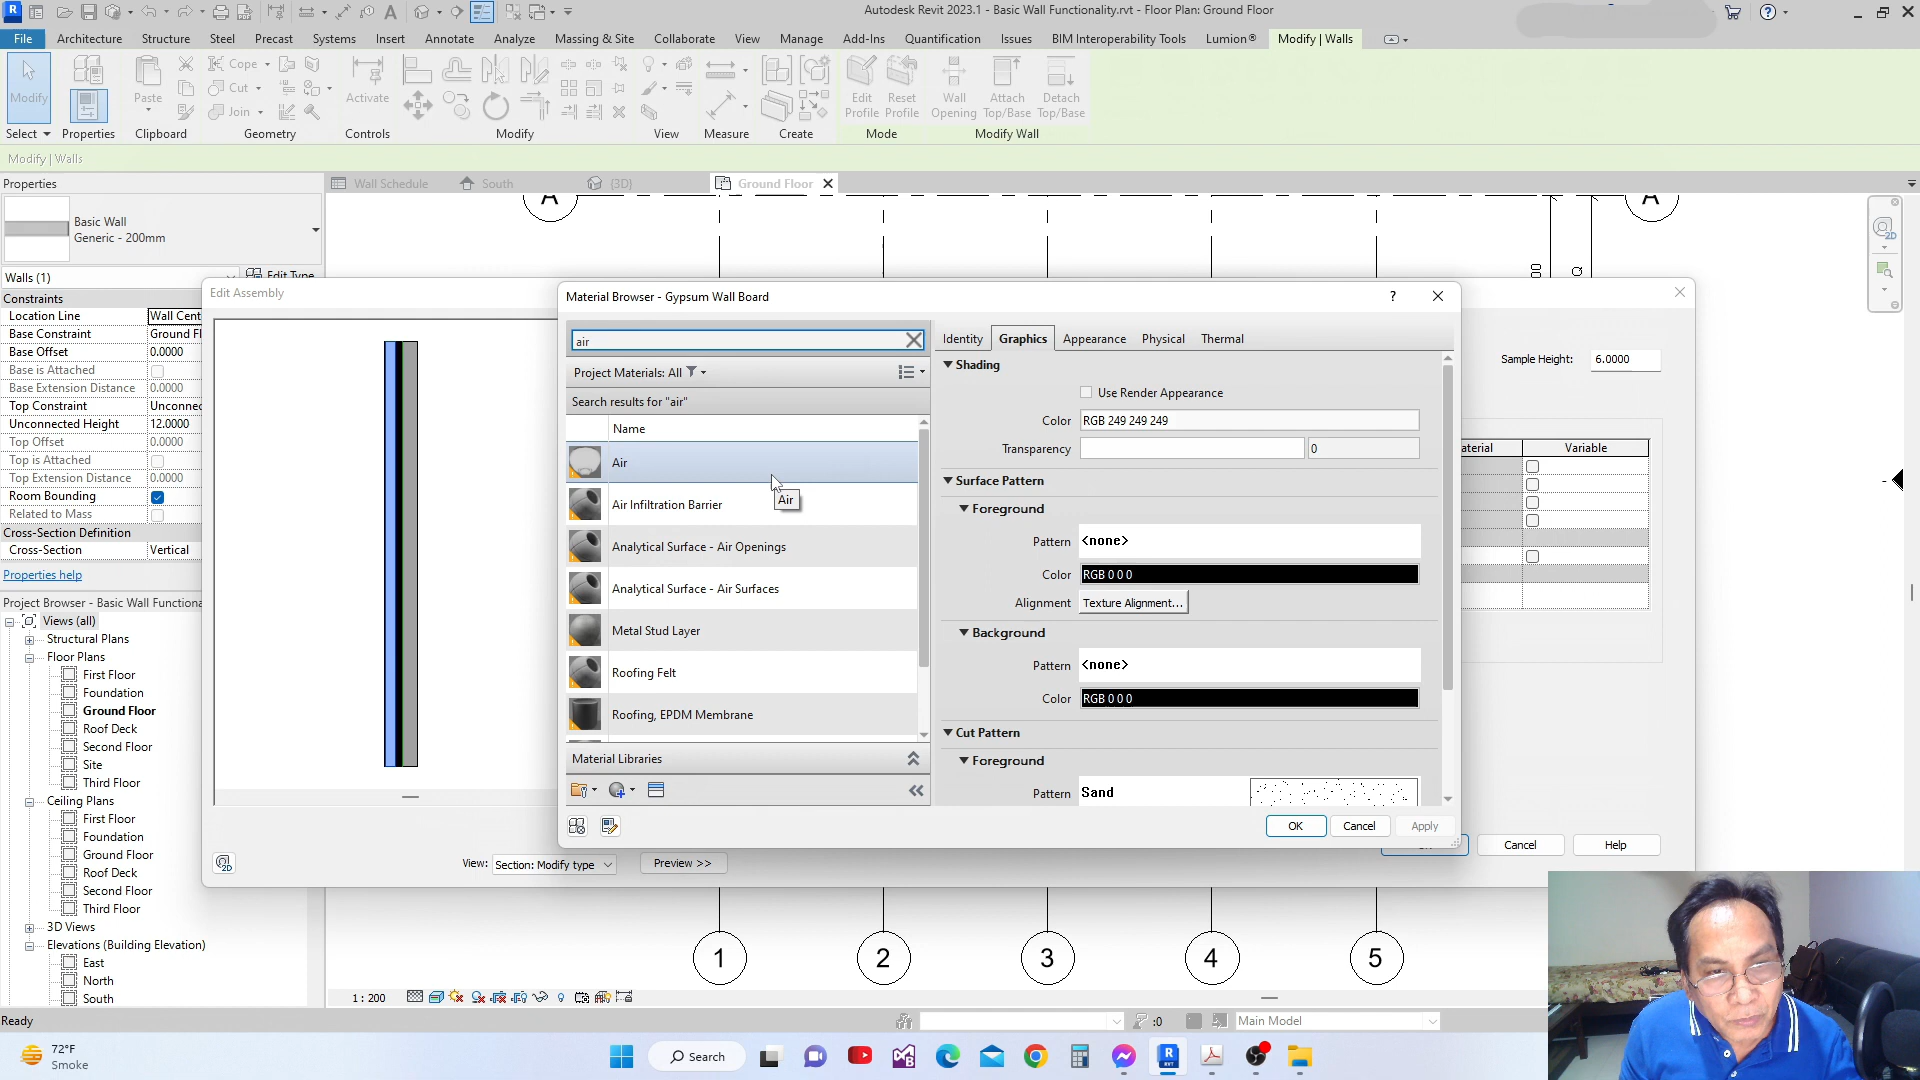 Autodesk Revit 2023.1 - Basic Wall Functionality.rvt - Floor Plan: Ground Floor
File Architecture Structure Steel Precast Systems Insert Annotate Analyze Massing & Site Collaborate View Manage Add-Ins Quantification Issues BIM Interoperability Tools Lumion® Modify | Walls
Cope
Cut
Join
Modify
Paste
Activate
Edit Profile
Reset Profile
Wall Opening
Attach Top/Base
Detach Top/Base
Select Properties Clipboard Geometry Controls Modify View Measure Create Mode Modify Wall
Modify | Walls
Properties
Wall Schedule South {3D} Ground Floor
Basic Wall
Generic - 200mm
Walls (1) Edit Type
Constraints
Location Line Wall Cent
Base Constraint Ground Fl
Base Offset 0.0000
Base is Attached
Base Extension Distance 0.0000
Top Constraint Unconnec
Unconnected Height 12.0000
Top Offset 0.0000
Top is Attached
Top Extension Distance 0.0000
Room Bounding
Related to Mass
Cross-Section Definition
Cross-Section Vertical
Properties help
Project Browser - Basic Wall Functiona
Views (all)
Structural Plans
Floor Plans
First Floor
Foundation
Ground Floor
Roof Deck
Second Floor
Site
Third Floor
Ceiling Plans
First Floor
Foundation
Ground Floor
Roof Deck
Second Floor
Third Floor
3D Views
Elevations (Building Elevation)
East
North
South
A A
00
Edit Assembly
View: Section: Modify type Preview >>
Sample Height: 6.0000
aterial Variable
Cancel Help
Material Browser - Gypsum Wall Board
?
air
Project Materials: All
Search results for "air"
Name
Air
Air
Air Infiltration Barrier
Analytical Surface - Air Openings
Analytical Surface - Air Surfaces
Metal Stud Layer
Roofing Felt
Roofing, EPDM Membrane
Material Libraries
Identity Graphics Appearance Physical Thermal
Shading
Use Render Appearance
Color RGB 249 249 249
Transparency 0
Surface Pattern
Foreground
Pattern <none>
Color RGB 0 0 0
Alignment Texture Alignment...
Background
Pattern <none>
Color RGB 0 0 0
Cut Pattern
Foreground
Pattern Sand
OK Cancel Apply
1 2 3 4 5
1 : 200
Ready
:0
Main Model
72°F
Smoke
Search